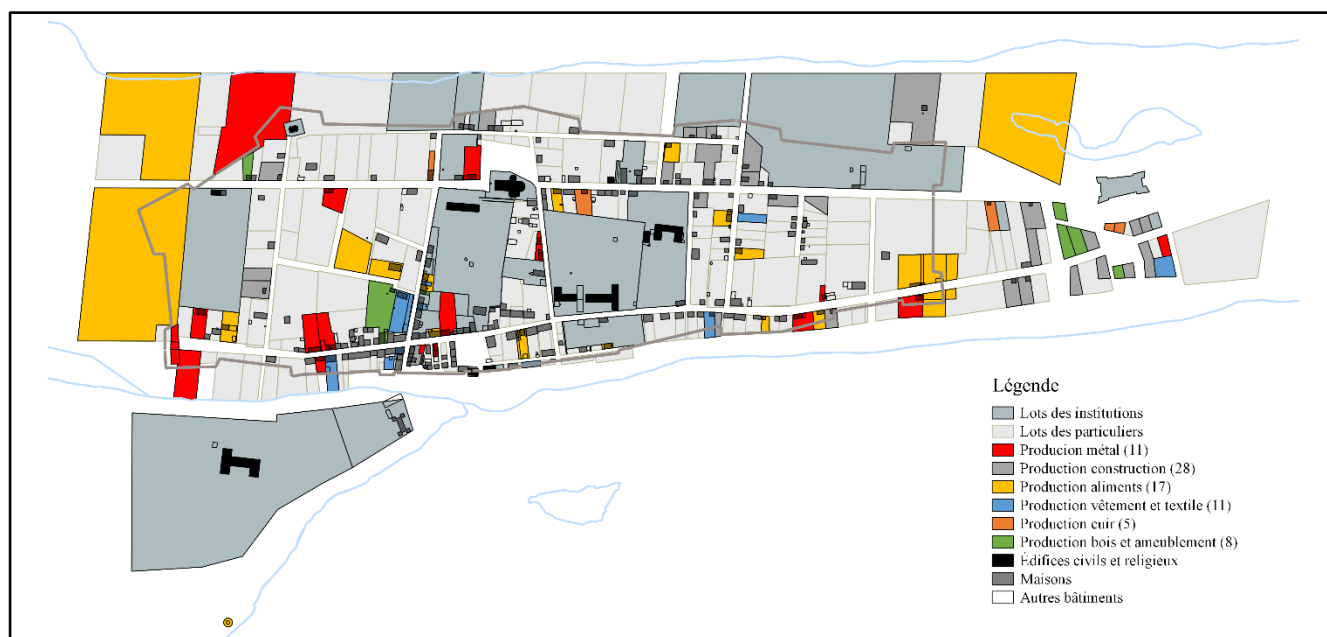 Légende
Lots des institutions
Lots des particuliers
Producion métal (11)
Production construction (28)
Production aliments (17)
Production vêtement et textile (11)
Production cuir (5)
Production bois et ameublement (8)
Édifices civils et religieux
Maisons
Autres bâtiments